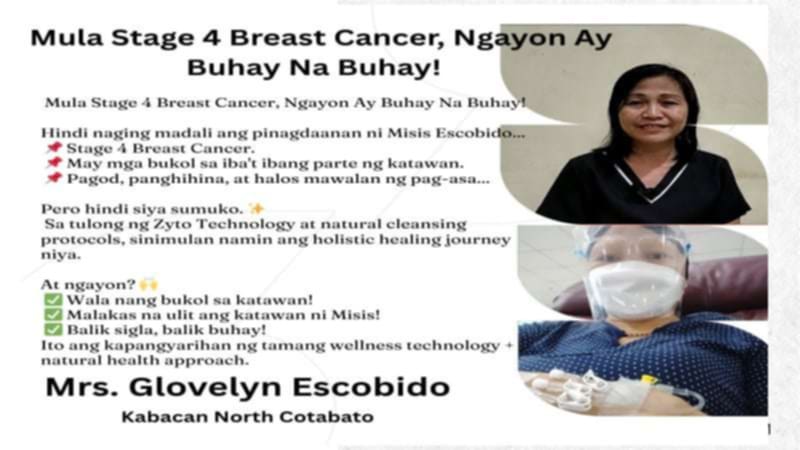 Mula Stage 4 Breast Cancer, Ngayon Ay
Buhay Na Buhay!
Mula Stage 4 Breast Cancer, Ngayon Ay Buhay Na Buhay!
Hindi naging madali ang pinagdaanan ni Misis Escobido...
📌 Stage 4 Breast Cancer.
📌 May mga bukol sa iba't ibang parte ng katawan.
📌 Pagod, panghihina, at halos mawalan ng pag-asa...
Pero hindi siya sumuko. ✨
Sa tulong ng Zyto Technology at natural cleansing
protocols, sinimulan namin ang holistic healing journey
niya.
At ngayon? 🙌
✅ Wala nang bukol sa katawan!
✅ Malakas na ulit ang katawan ni Misis!
✅ Balik sigla, balik buhay!
Ito ang kapangyarihan ng tamang wellness technology +
natural health approach.
Mrs. Glovelyn Escobido
Kabacan North Cotabato
1